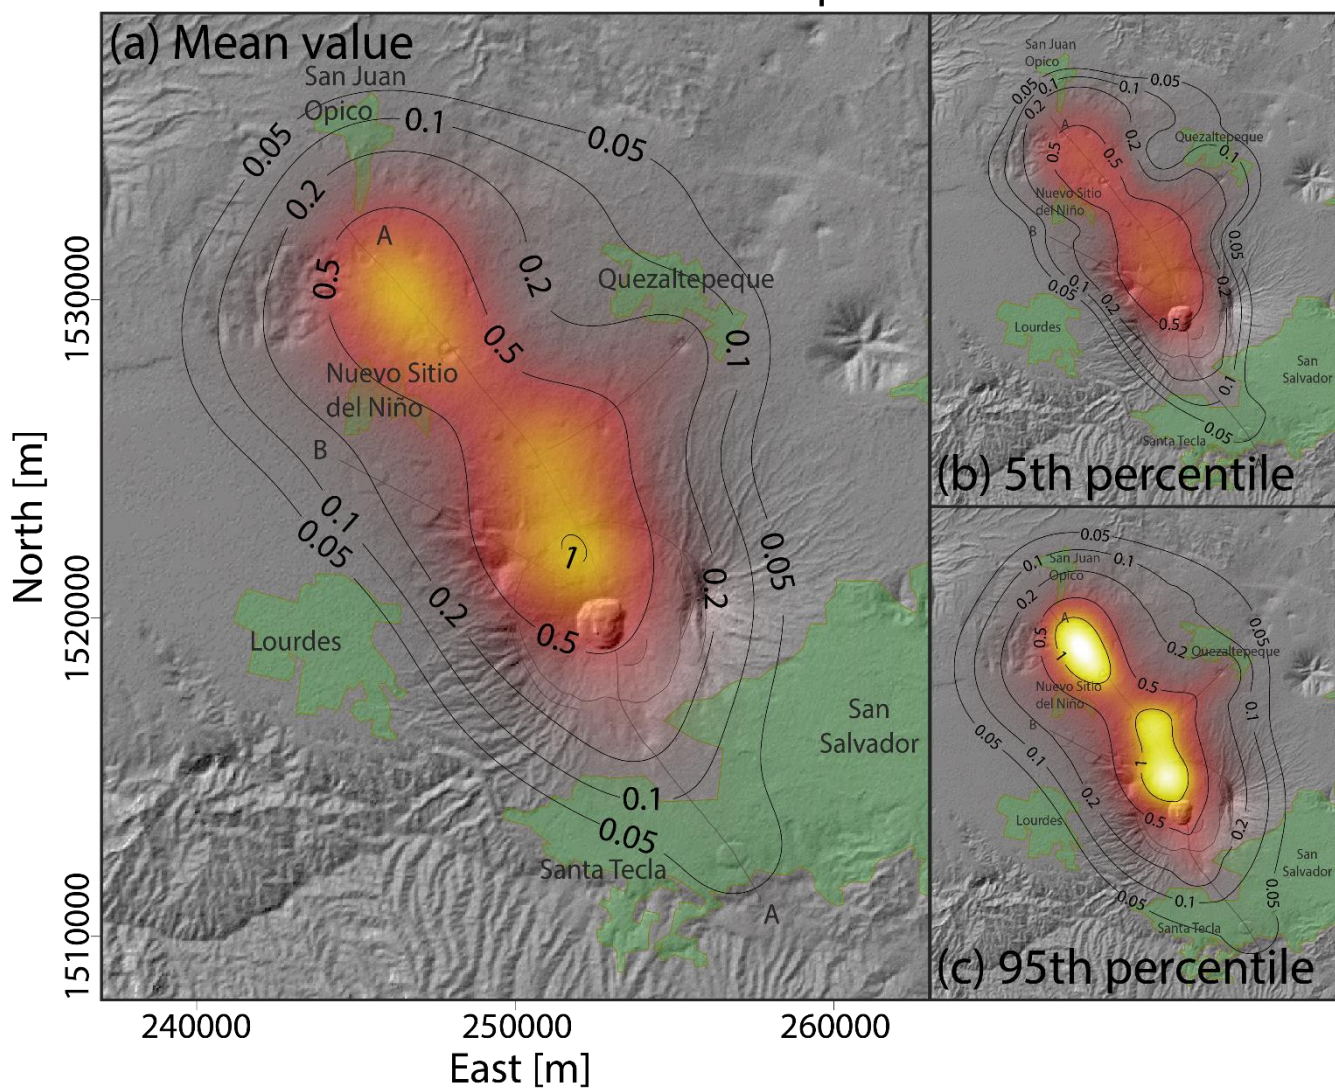 (a) Mean value
San Juan
Opico
0.05
0.1
0.05
0.2
A
0.5
0.2
Quezaltepeque
0.5
0.1
Nuevo Sitio
del Niño
B
0.1
0.05
1
0.05
0.2
0.2
0.5
Lourdes
San
Salvador
0.1
0.05
Santa Tecla
A
North [m]
1530000
1520000
1510000
240000
250000
260000
East [m]
San Juan
Opico
0.05
0.1
0.1
0.05
0.2
A
0.2
Quezaltepeque
0.1
0.5
0.5
Nuevo Sitio
del Niño
B
0.05
0.1
0.05
0.2
0.2
0.5
Lourdes
San
Salvador
0.1
0.05
Santa Tecla
(b) 5th percentile
0.05
San Juan
Opico
0.1
0.1
0.2
A
0.05
0.5
0.2
Quezaltepeque
1
Nuevo Sitio
del Niño
0.5
0.1
B
0.05
0.1
1
0.2
0.5
0.2
Lourdes
San
Salvador
0.05
0.1
0.05
Santa Tecla
(c) 95th percentile